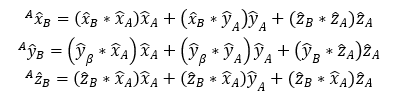 ᴬx̂_B = (x̂_B * x̂_A)x̂_A + (x̂_B * ŷ_A)ŷ_A + (ẑ_B * ẑ_A)ẑ_A
ᴬŷ_B = (ŷ_β * x̂_A)x̂_A + (ŷ_β * ŷ_A)ŷ_A + (ŷ_B * ẑ_A)ẑ_A
ᴬẑ_B = (ẑ_B * x̂_A)x̂_A + (ẑ_B * x̂_A)ŷ_A + (ẑ_B * x̂_A)ẑ_A